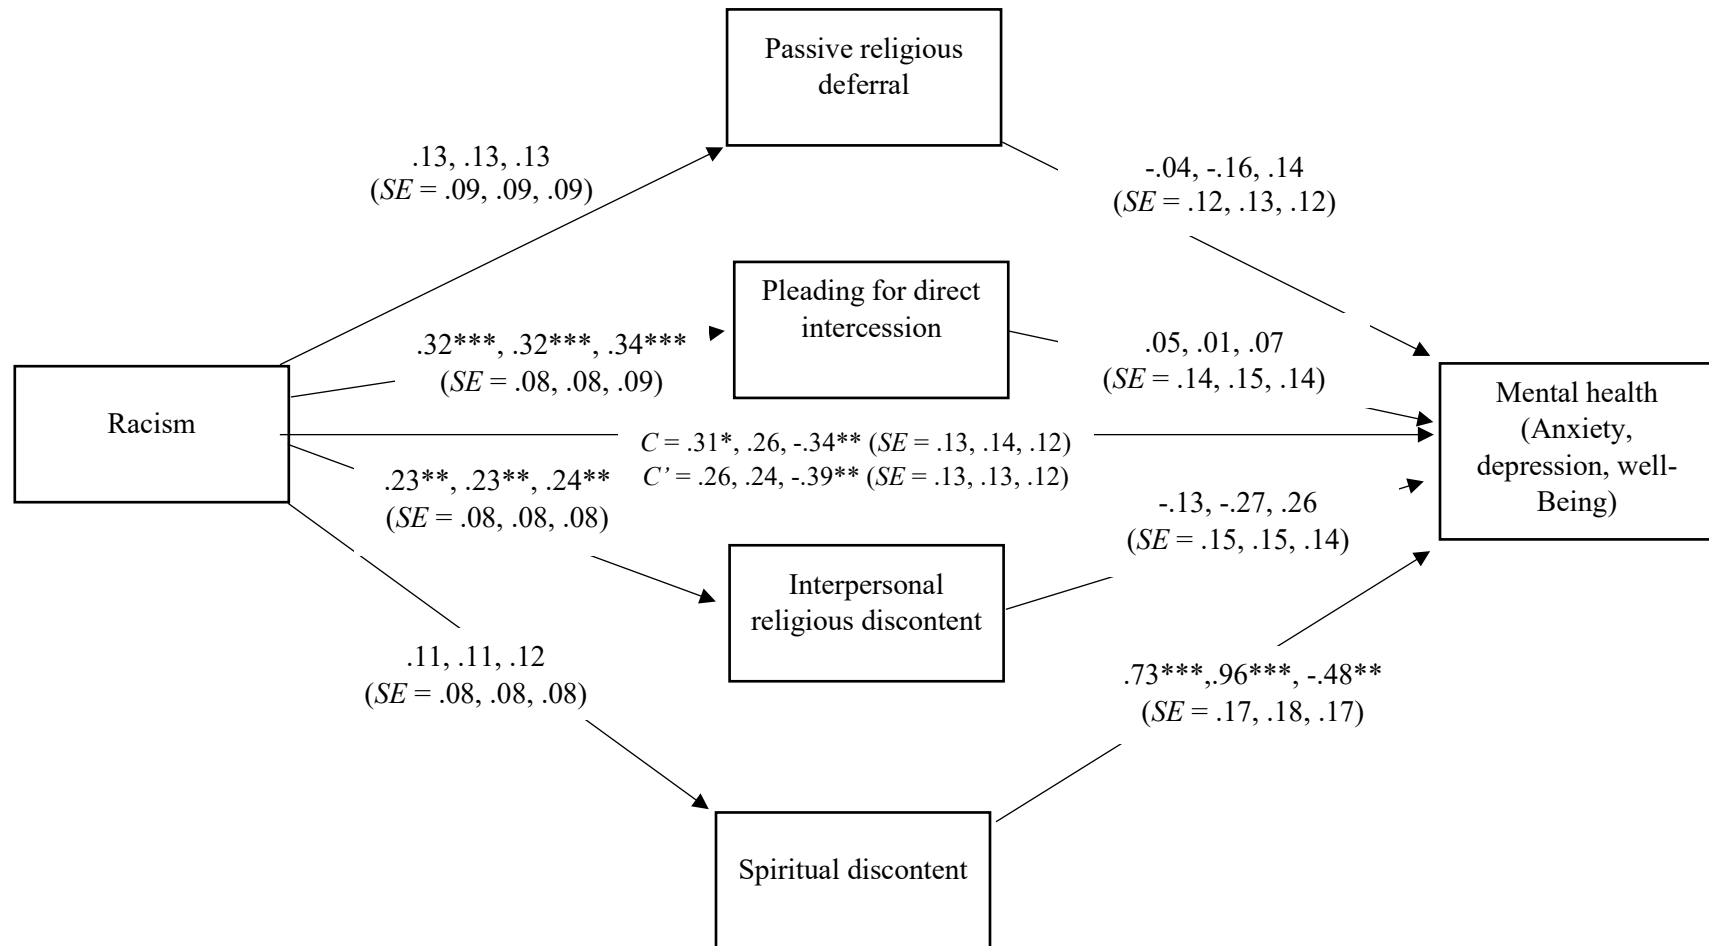 Passive religious
deferral
.13, .13, .13
(SE = .09, .09, .09)
-.04, -.16, .14
(SE = .12, .13, .12)
Pleading for direct
intercession
.32***, .32***, .34***
(SE = .08, .08, .09)
.05, .01, .07
(SE = .14, .15, .14)
Racism
C = .31*, .26, -.34** (SE = .13, .14, .12)
C’ = .26, .24, -.39** (SE = .13, .13, .12)
Mental health
(Anxiety,
depression, well-
Being)
.23**, .23**, .24**
(SE = .08, .08, .08)
-.13, -.27, .26
(SE = .15, .15, .14)
Interpersonal
religious discontent
.11, .11, .12
(SE = .08, .08, .08)
.73***,.96***, -.48**
(SE = .17, .18, .17)
Spiritual discontent